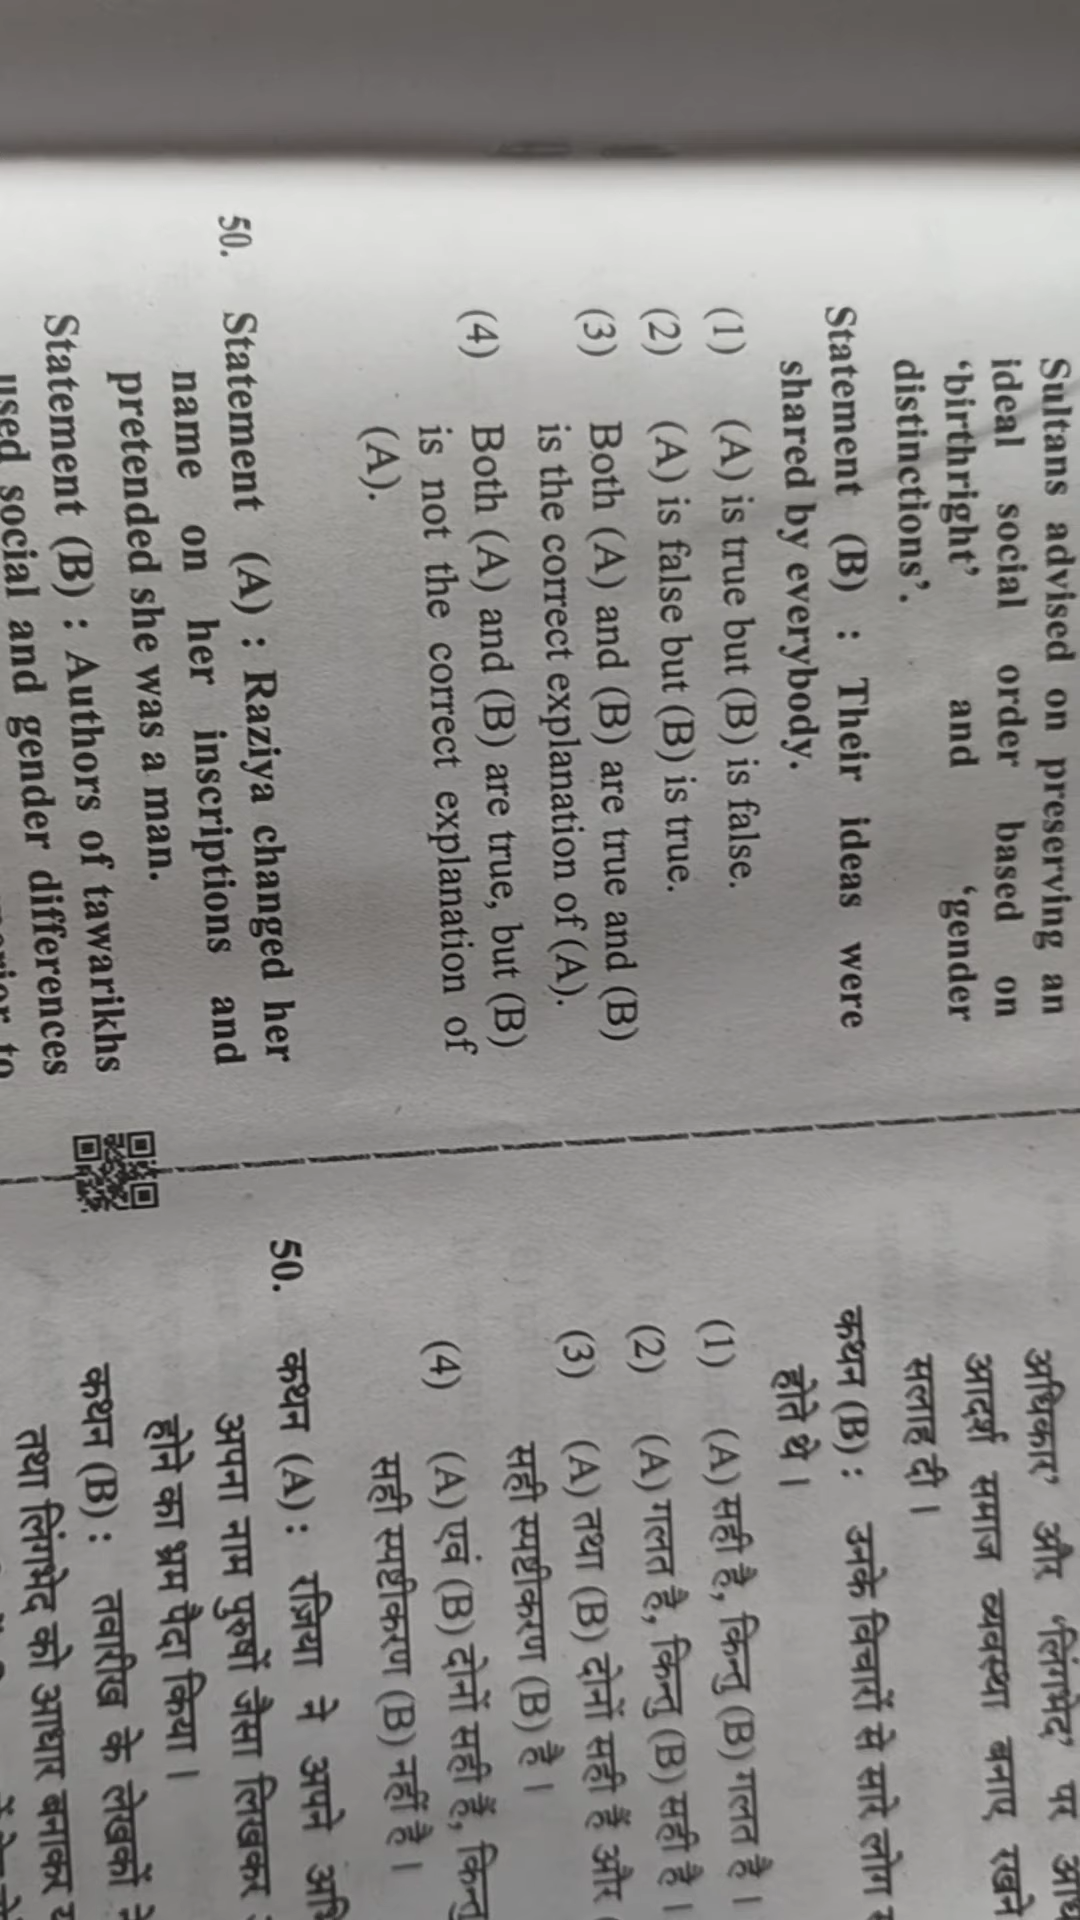 Sultans advised on preserving an
ideal social order based on
‘birthright’ and ‘gender
distinctions’.
Statement (B) : Their ideas were
shared by everybody.
(1) (A) is true but (B) is false.
(2) (A) is false but (B) is true.
(3) Both (A) and (B) are true and (B)
is the correct explanation of (A).
(4) Both (A) and (B) are true, but (B)
is not the correct explanation of
(A).
50. Statement (A) : Raziya changed her
name on her inscriptions and
pretended she was a man.
Statement (B) : Authors of tawarikhs
used social and gender differences
to
अधिकार’ और ‘लिंगभेद’ पर
आदर्श समाज व्यवस्था बनाए रखने
सलाह दी ।
कथन (B) : उनके विचारों से सारे लोग
होते थे ।
(1) (A) सही है, किन्तु (B) गलत है ।
(2) (A) गलत है, किन्तु (B) सही है ।
(3) (A) तथा (B) दोनों सही हैं और
सही स्पष्टीकरण (B) है ।
(4) (A) एवं (B) दोनों सही हैं, किन्तु
सही स्पष्टीकरण (B) नहीं है ।
50. कथन (A) : रज़िया ने अपने
अपना नाम पुरुषों जैसा लिखकर
होने का भ्रम पैदा किया ।
कथन (B) : तवारीख के लेखकों
तथा लिंगभेद को आधार बनाकर